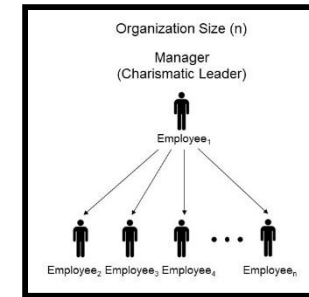 Organization Size (n)
Manager
(Charismatic Leader)
Employee₁
Employee₂ Employee₃ Employee₄ Employeeₙ